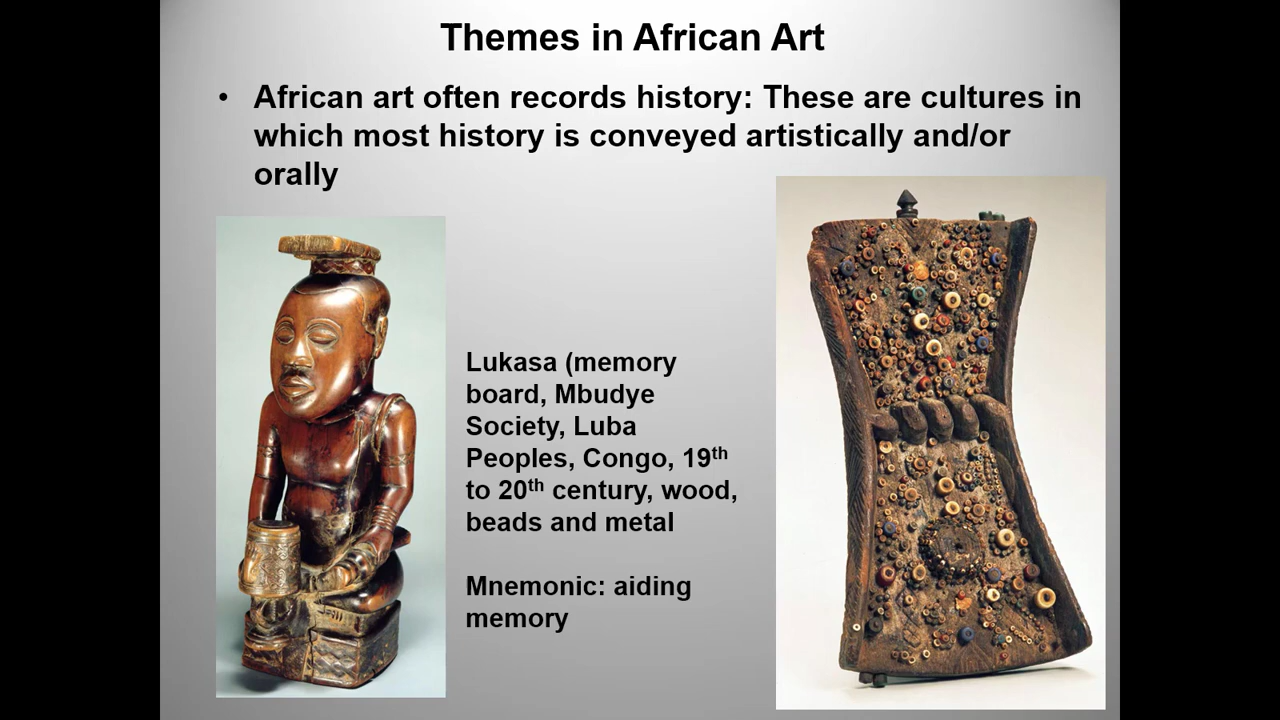 Themes in African Art
• African art often records history: These are cultures in
which most history is conveyed artistically and/or
orally
Lukasa (memory
board, Mbudye
Society, Luba
Peoples, Congo, 19th
to 20th century, wood,
beads and metal
Mnemonic: aiding
memory